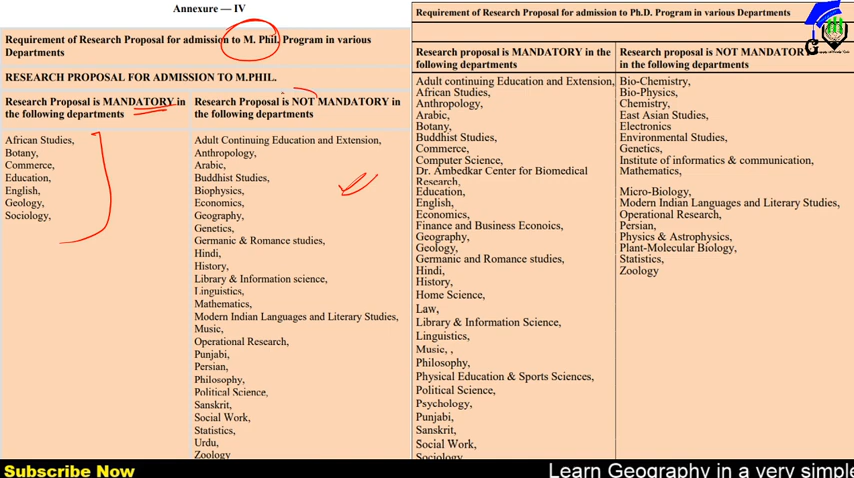 Annexure — IV
Requirement of Research Proposal for admission to M. Phil. Program in various
Departments
RESEARCH PROPOSAL FOR ADMISSION TO M.PHIL.
Research Proposal is MANDATORY in
the following departments
African Studies,
Botany,
Commerce,
Education,
English,
Geology,
Sociology,
Research Proposal is NOT MANDATORY in
the following departments
Adult Continuing Education and Extension,
Anthropology,
Arabic,
Buddhist Studies,
Biophysics,
Economics,
Geography,
Genetics,
Germanic & Romance studies,
Hindi,
History,
Library & Information science,
Linguistics,
Mathematics,
Modern Indian Languages and Literary Studies,
Music,
Operational Research,
Punjabi,
Persian,
Philosophy,
Political Science,
Sanskrit,
Social Work,
Statistics,
Urdu,
Zoology
Requirement of Research Proposal for admission to Ph.D. Program in various Departments
Research proposal is MANDATORY in the
following departments
Adult continuing Education and Extension,
African Studies,
Anthropology,
Arabic,
Botany,
Buddhist Studies,
Commerce,
Computer Science,
Dr. Ambedkar Center for Biomedical
Research,
Education,
English,
Economics,
Finance and Business Econoics,
Geography,
Geology,
Germanic and Romance studies,
Hindi,
History,
Home Science,
Law,
Library & Information Science,
Linguistics,
Music, ,
Philosophy,
Physical Education & Sports Sciences,
Political Science,
Psychology,
Punjabi,
Sanskrit,
Social Work,
Sociology
Research proposal is NOT MANDATORY
in the following departments
Bio-Chemistry,
Bio-Physics,
Chemistry,
East Asian Studies,
Electronics
Environmental Studies,
Genetics,
Institute of informatics & communication,
Mathematics,
Micro-Biology,
Modern Indian Languages and Literary Studies,
Operational Research,
Persian,
Physics & Astrophysics,
Plant-Molecular Biology,
Statistics,
Zoology
Subscribe Now
Learn Geography in a very simple